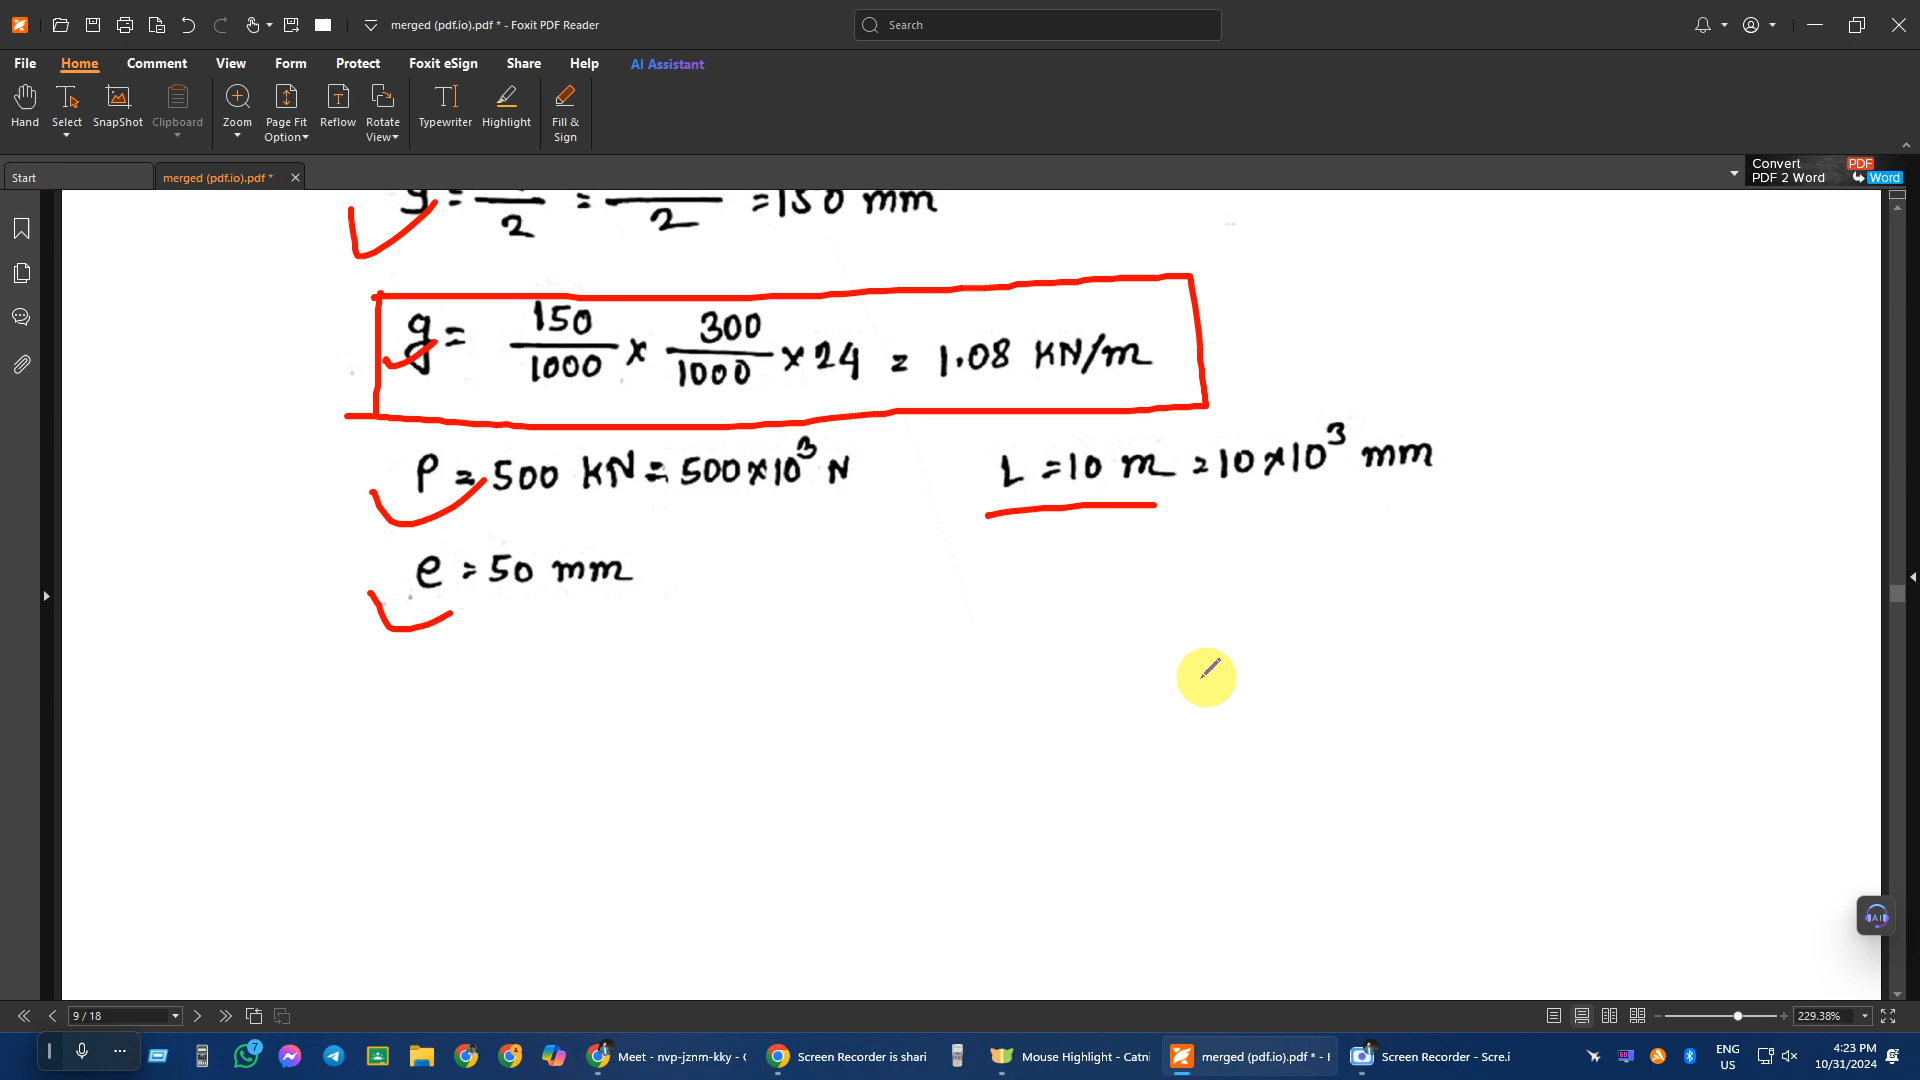 merged (pdf.io).pdf * - Foxit PDF Reader
Search
File Home Comment View Form Protect Foxit eSign Share Help AI Assistant
Hand Select SnapShot Clipboard Zoom Page Fit Option Reflow Rotate View Typewriter Highlight Fill & Sign
Start merged (pdf.io).pdf *
Convert PDF
PDF 2 Word Word
y = — = — = 150 mm
2 2
g = 150/1000 × 300/1000 × 24 = 1.08 KN/m
P = 500 KN = 500×10³ N L = 10 m = 10×10³ mm
e = 50 mm
AI
9 / 18 229.38%
7 Meet - nvp-jznm-kky - Screen Recorder is shari Mouse Highlight - Catni merged (pdf.io).pdf * - F Screen Recorder - Scre.i ENG 4:23 PM
US 10/31/2024